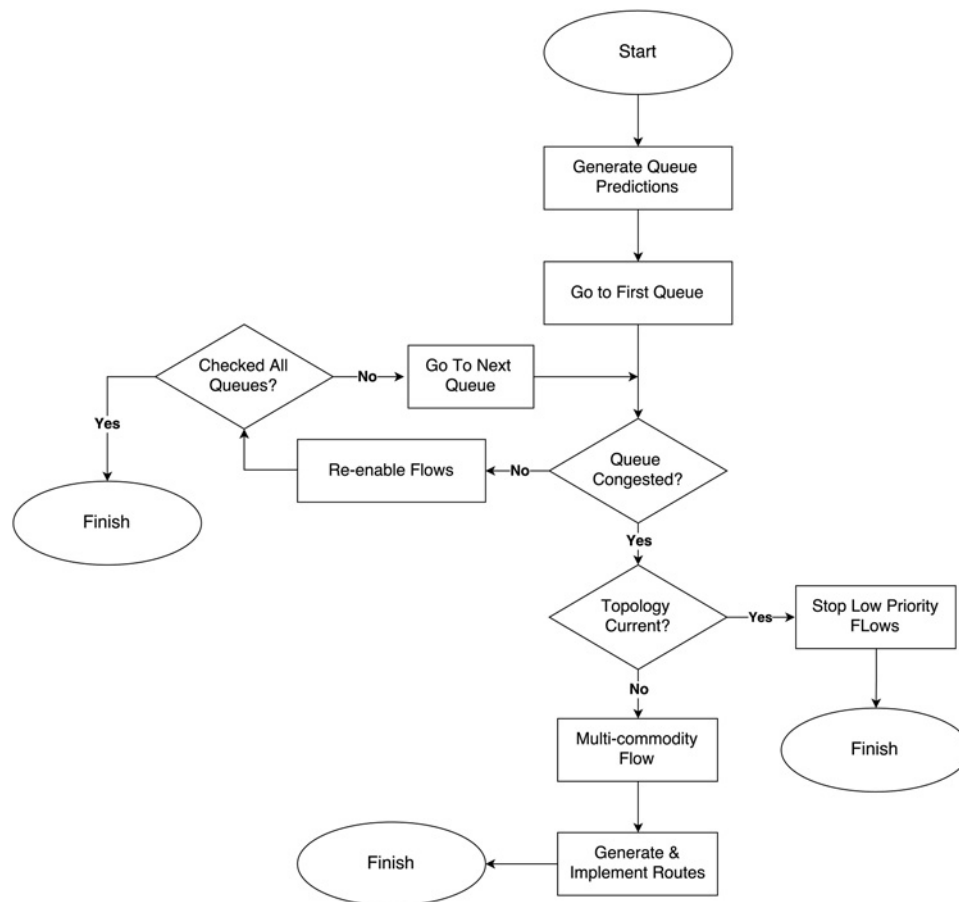 Start
Generate Queue
Predictions
Go to First Queue
Checked All
Queues?
No
Go To Next
Queue
Yes
Queue
Congested?
No
Re-enable Flows
Finish
Yes
Topology
Current?
Yes
Stop Low Priority
FLows
No
Finish
Multi-commodity
Flow
Generate &
Implement Routes
Finish